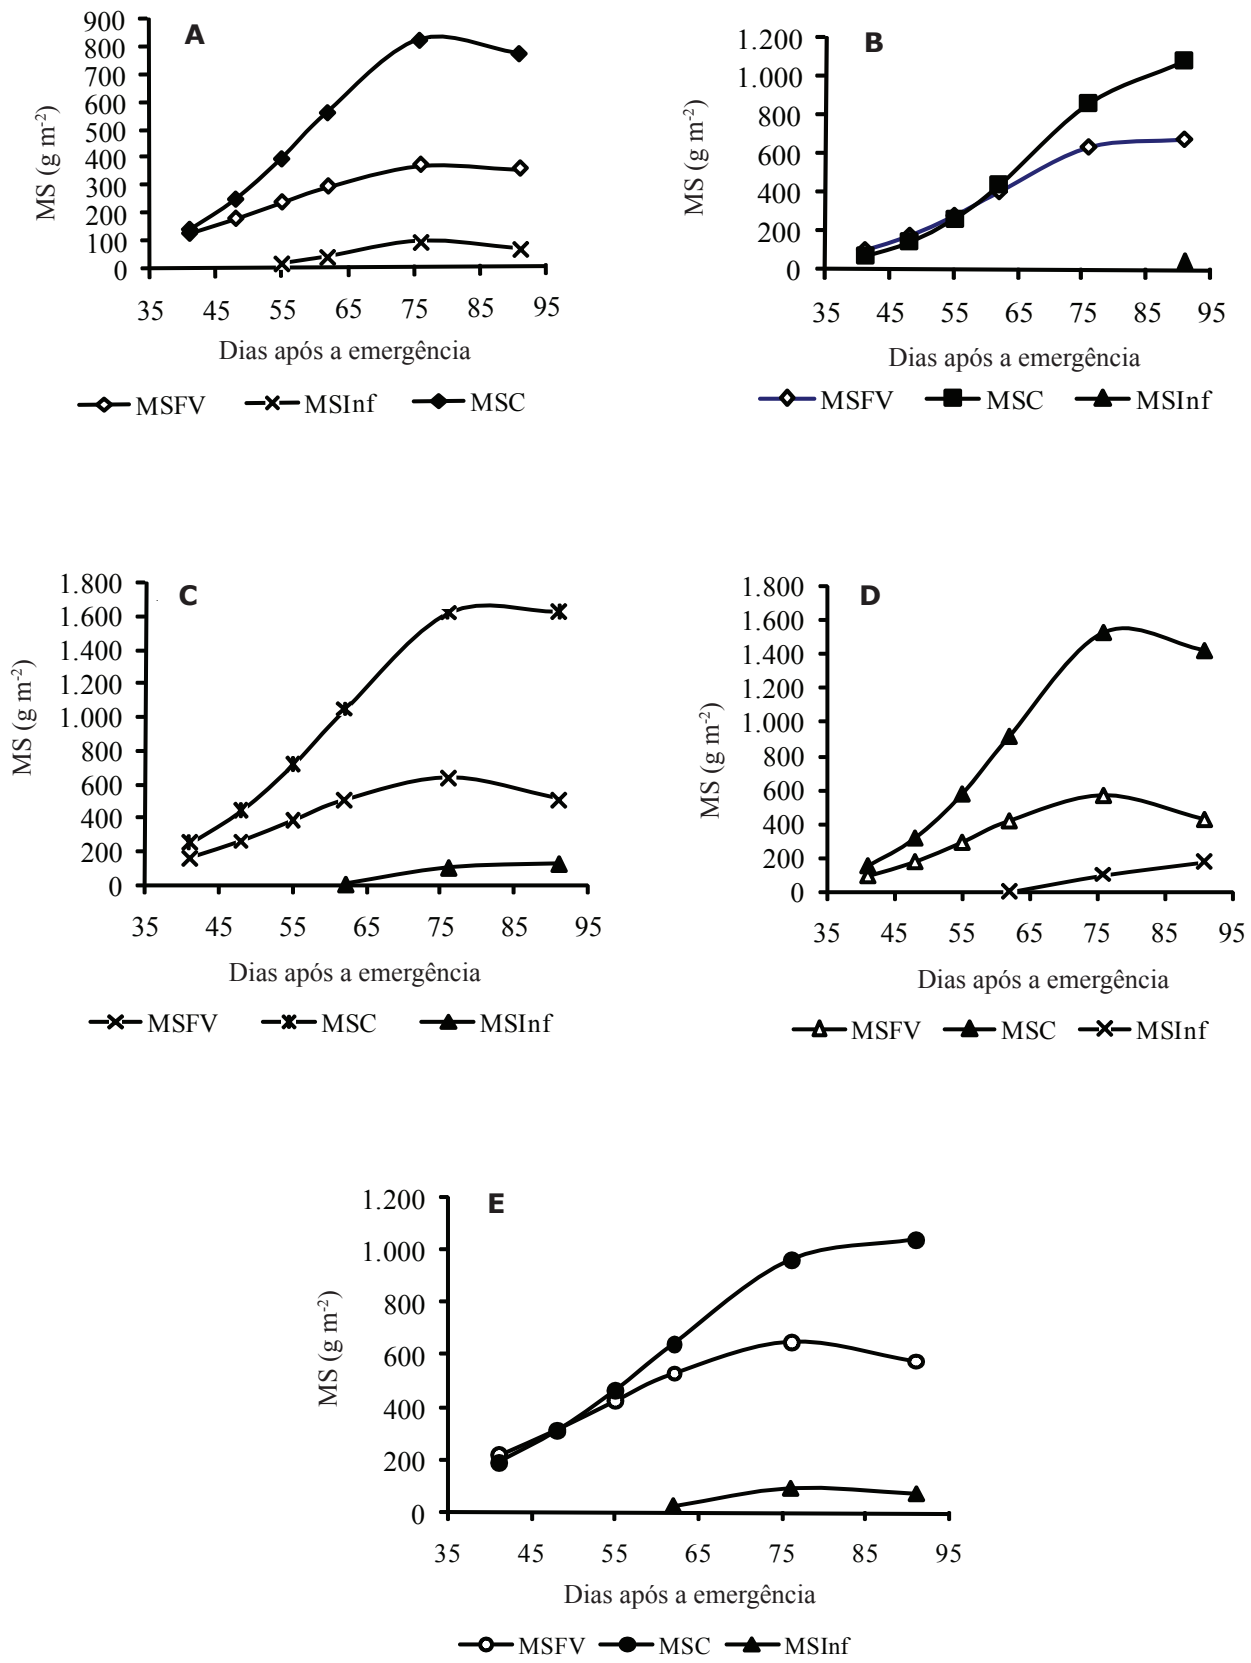 A
900
800
700
600
500
400
300
200
100
0
MS (g m-2)
35 45 55 65 75 85 95
Dias após a emergência
MSFV MSInf MSC
B
1.200
1.000
800
600
400
200
0
MS (g m-2)
35 45 55 65 75 85 95
Dias após a emergência
MSFV MSC MSInf
C
1.800
1.600
1.400
1.200
1.000
800
600
400
200
0
MS (g m-2)
35 45 55 65 75 85 95
Dias após a emergência
MSFV MSC MSInf
D
1.800
1.600
1.400
1.200
1.000
800
600
400
200
0
MS (g m-2)
35 45 55 65 75 85 95
Dias após a emergência
MSFV MSC MSInf
E
1.200
1.000
800
600
400
200
0
MS (g m-2)
35 45 55 65 75 85 95
Dias após a emergência
MSFV MSC MSInf